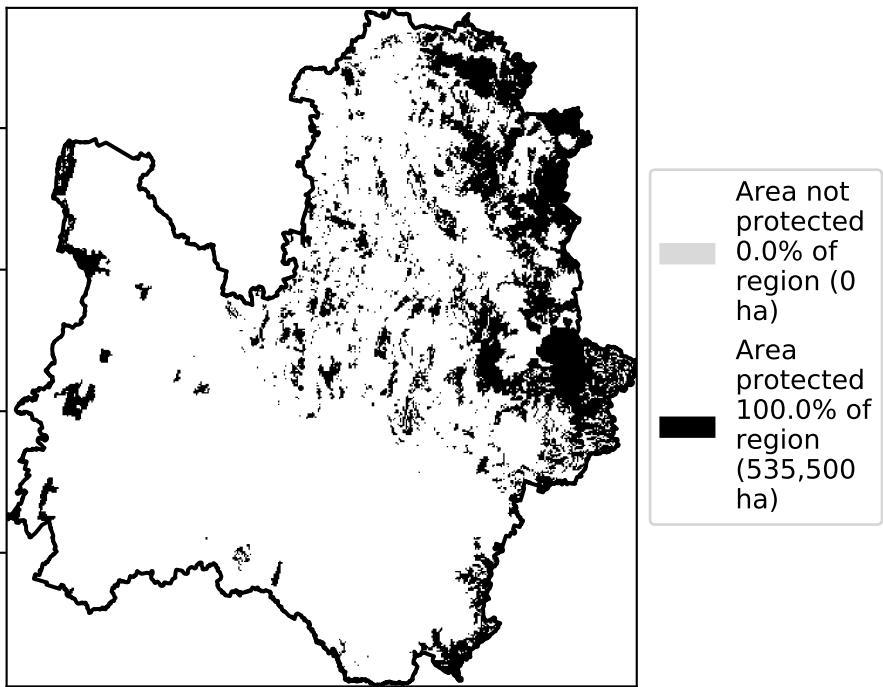 Area not
protected
0.0% of
region (0
ha)
Area
protected
100.0% of
region
(535,500
ha)